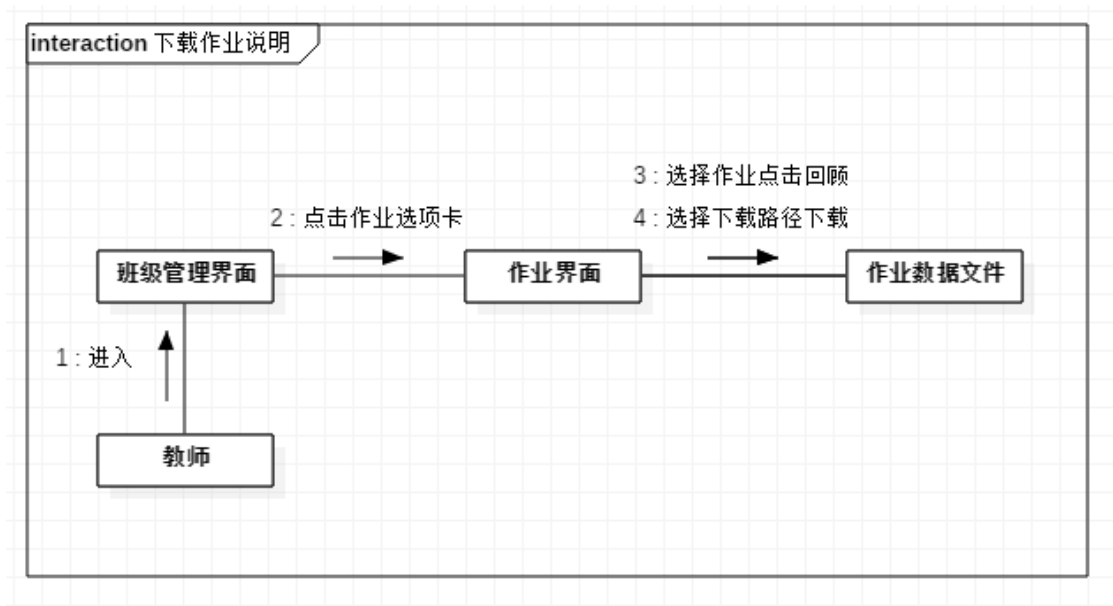 interaction 下载作业说明
3 : 选择作业点击回顾
2 : 点击作业选项卡
4 : 选择下载路径下载
班级管理界面
作业界面
作业数据文件
1 : 进入
教师